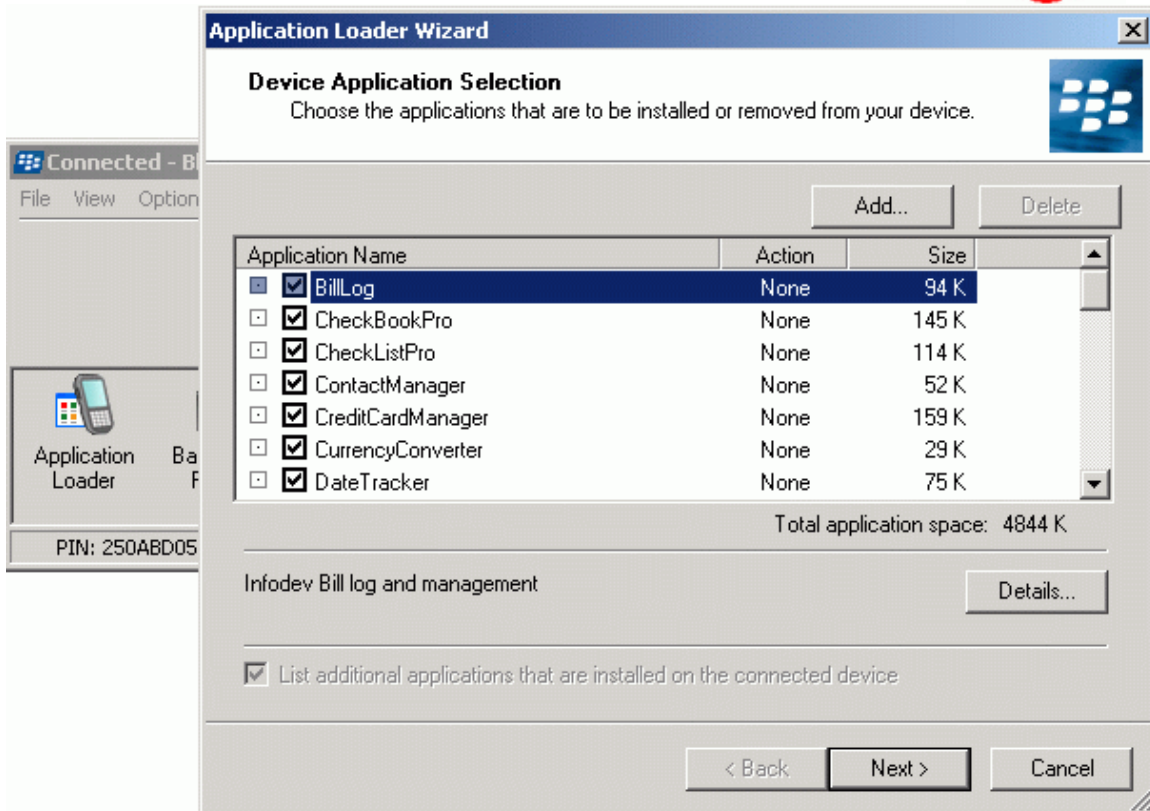 Application Loader Wizard
Device Application Selection
Choose the applications that are to be installed or removed from your device.
Connected - Bl
File View Option
Add... Delete
Application Name Action Size
BillLog None 94 K
CheckBookPro None 145 K
CheckListPro None 114 K
ContactManager None 52 K
CreditCardManager None 159 K
CurrencyConverter None 29 K
DateTracker None 75 K
Application
Loader
Ba
PIN: 250ABD05
Total application space: 4844 K
Infodev Bill log and management
Details...
List additional applications that are installed on the connected device
< Back Next > Cancel